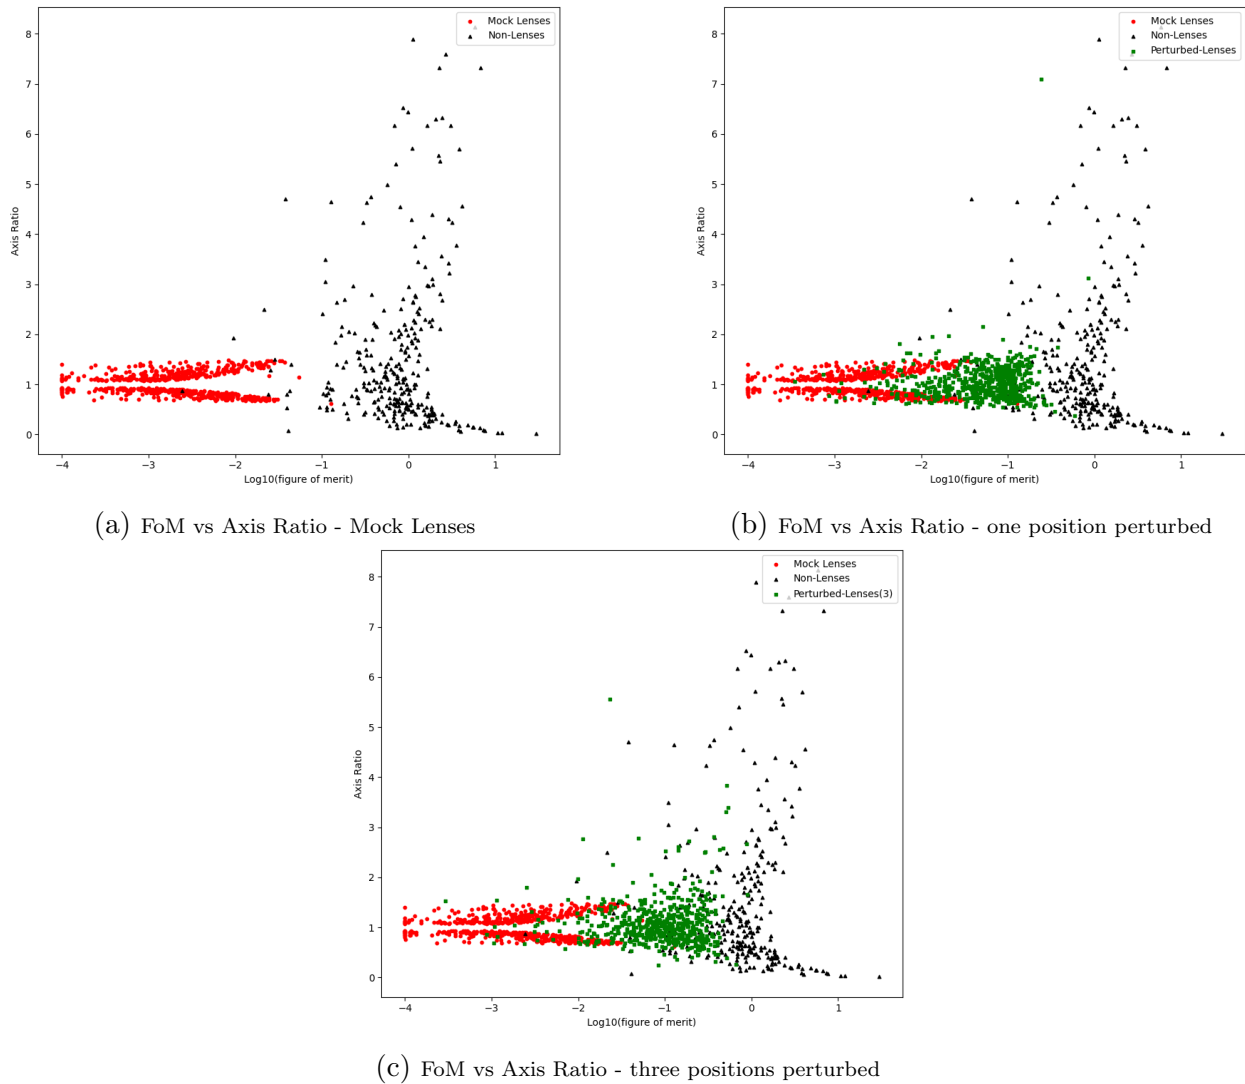 Mock Lenses
Non-Lenses
8
7
6
5
4
3
2
1
0
Axis Ratio
−4 −3 −2 −1 0 1
Log10(figure of merit)
(a) FoM vs Axis Ratio - Mock Lenses
Mock Lenses
Non-Lenses
Perturbed-Lenses
8
7
6
5
4
3
2
1
0
Axis Ratio
−4 −3 −2 −1 0 1
Log10(figure of merit)
(b) FoM vs Axis Ratio - one position perturbed
Mock Lenses
Non-Lenses
Perturbed-Lenses(3)
8
7
6
5
4
3
2
1
0
Axis Ratio
−4 −3 −2 −1 0 1
Log10(figure of merit)
(c) FoM vs Axis Ratio - three positions perturbed